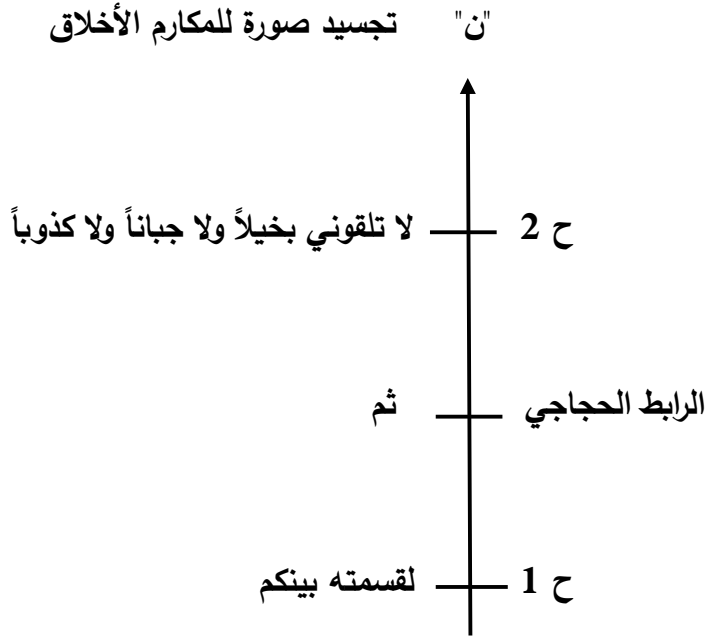 "ن" تجسيد صورة للمكارم الأخلاق
ح 2 لا تلقوني بخيلاً ولا جباناً ولا كذوباً
الرابط الحجاجي ثم
ح 1 لقسمته بينكم